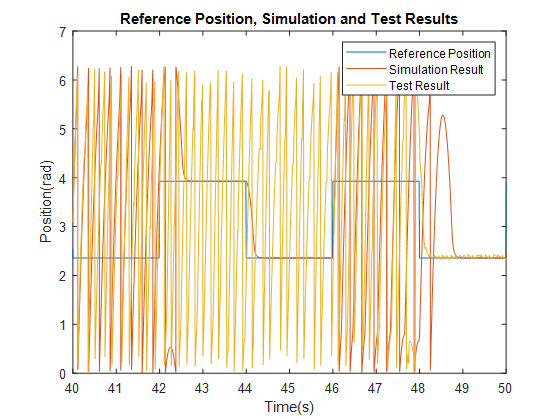 Reference Position, Simulation and Test Results
Reference Position
Simulation Result
Test Result
7
6
5
4
3
2
1
0
Position(rad)
40 41 42 43 44 45 46 47 48 49 50
Time(s)